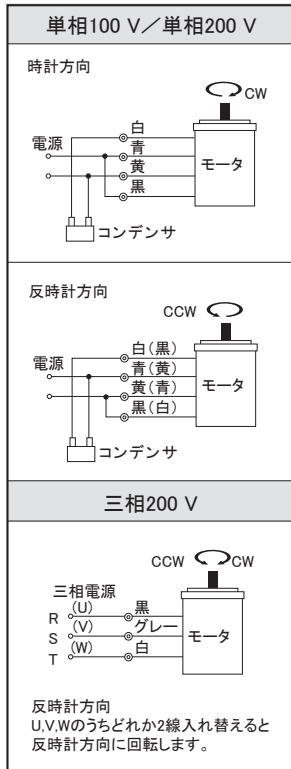 単相100 V／単相200 V
時計方向
CW
白
電源
青
黄
モータ
黒
コンデンサ
反時計方向
CCW
白(黒)
電源
青(黄)
黄(青)
モータ
黒(白)
コンデンサ
三相200 V
CCW CW
三相電源
R (U) 黒
S (V) グレー モータ
T (W) 白
反時計方向
U,V,Wのうちどれか2線入れ替えると
反時計方向に回転します。